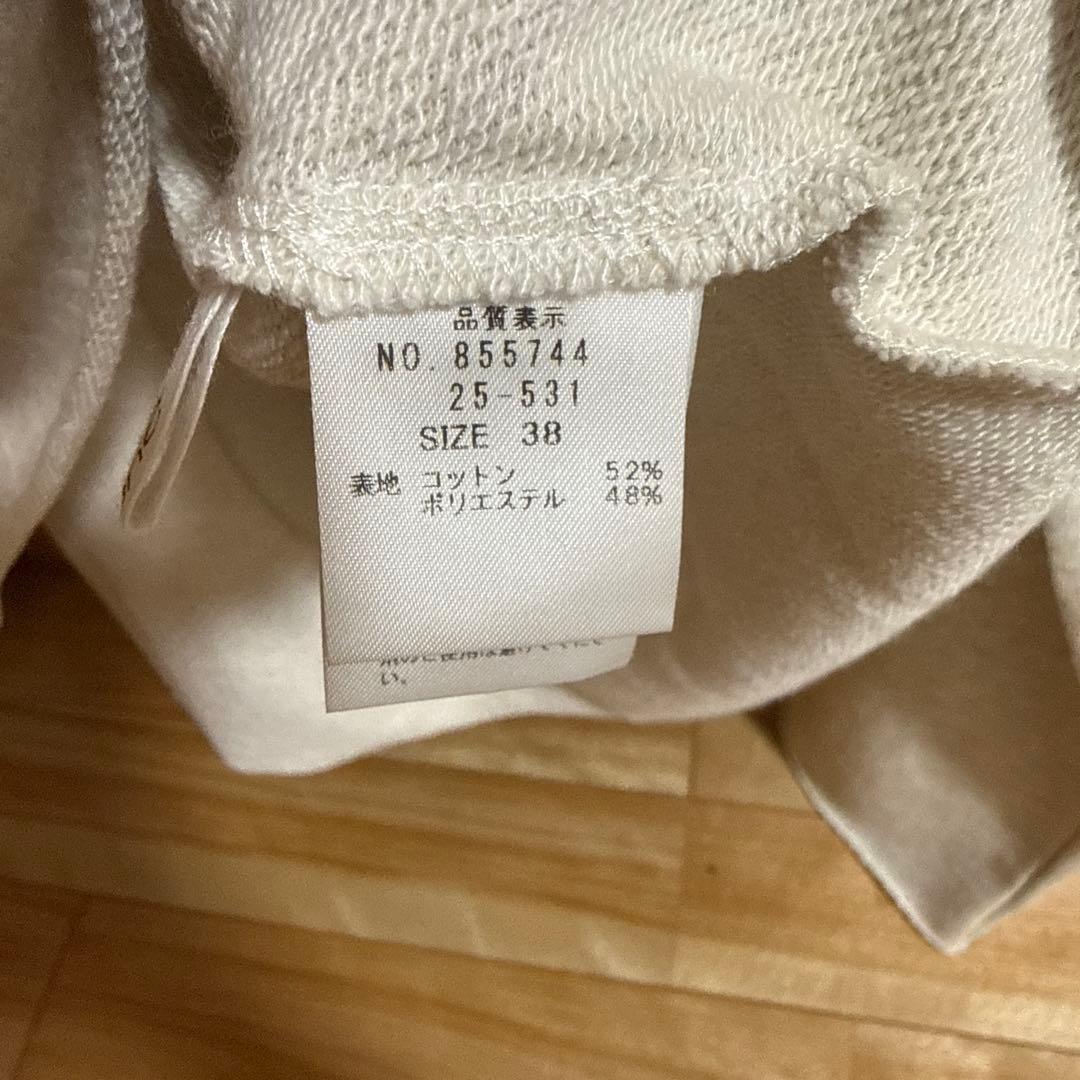 品質表示
NO. 855744
25-531
SIZE 38
表地 コットン 52%
ポリエステル 48%
い。